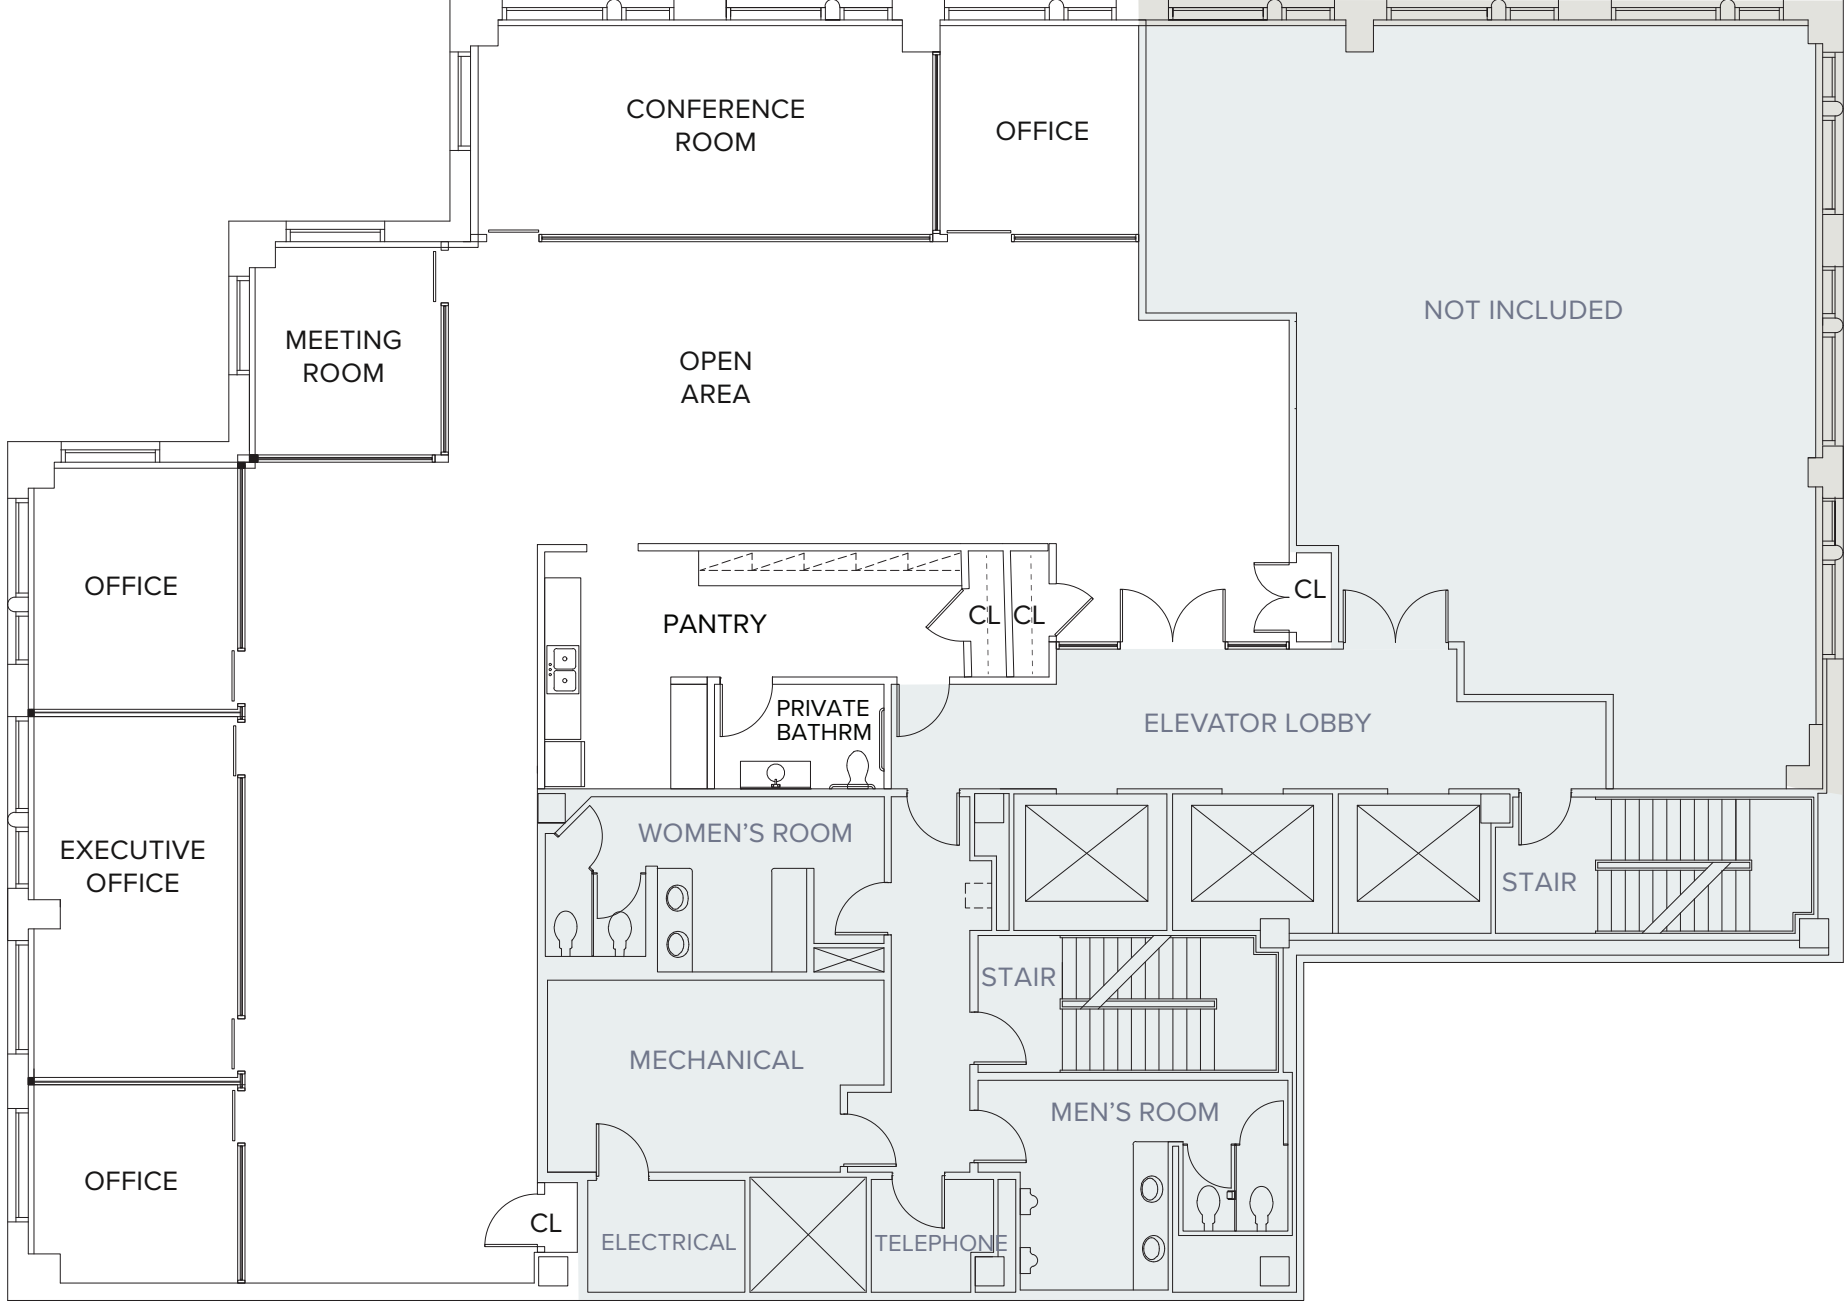 CONFERENCE
ROOM
OFFICE
NOT INCLUDED
MEETING
ROOM
OPEN
AREA
OFFICE
CL
CL
CL
PANTRY
PRIVATE
BATHRM
ELEVATOR LOBBY
EXECUTIVE
OFFICE
WOMEN’S ROOM
STAIR
STAIR
MECHANICAL
MEN’S ROOM
OFFICE
CL
ELECTRICAL
TELEPHONE